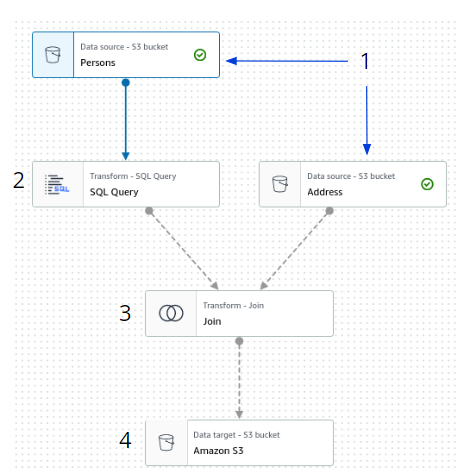 Data source - S3 bucket
Persons
1
2
Transform - SQL Query
SQL Query
SQL
Data source - S3 bucket
Address
3
Transform - Join
Join
4
Data target - S3 bucket
Amazon S3